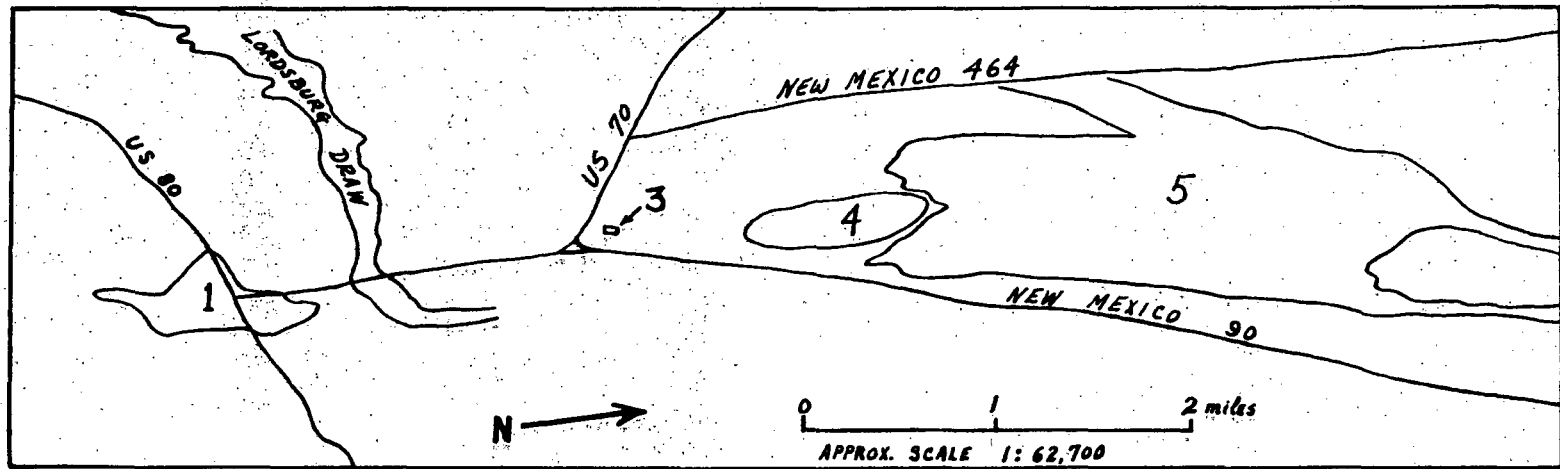 LORDSBURG DRAW
US 80
US 70
NEW MEXICO 464
3
4
5
1
NEW MEXICO 90
N
0 1 2 miles
APPROX. SCALE 1:62,700